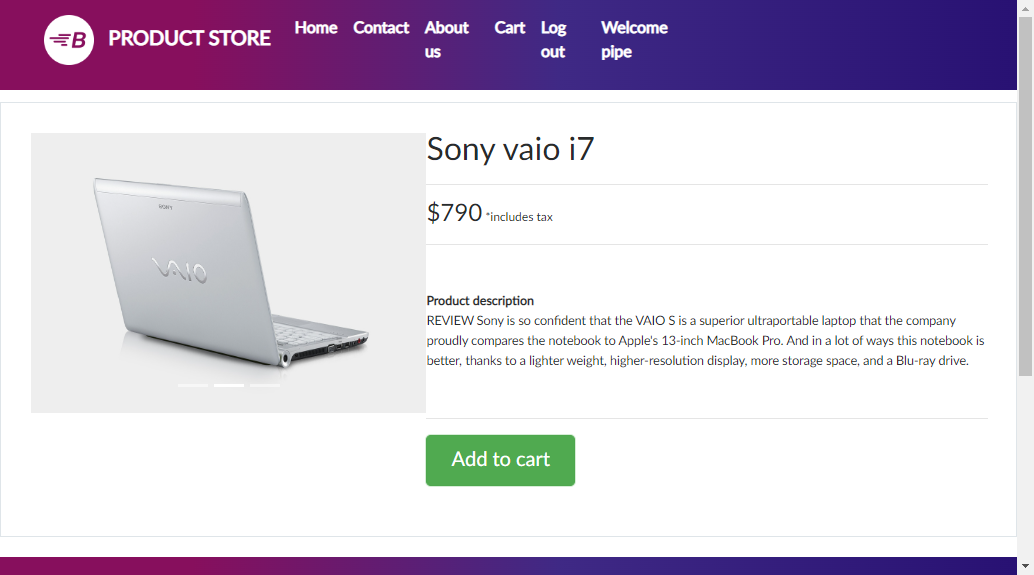 B PRODUCT STORE Home Contact About us Cart Log out Welcome pipe
SONY
VAIO
Sony vaio i7
$790 *includes tax
Product description
REVIEW Sony is so confident that the VAIO S is a superior ultraportable laptop that the company
proudly compares the notebook to Apple's 13-inch MacBook Pro. And in a lot of ways this notebook is
better, thanks to a lighter weight, higher-resolution display, more storage space, and a Blu-ray drive.
Add to cart